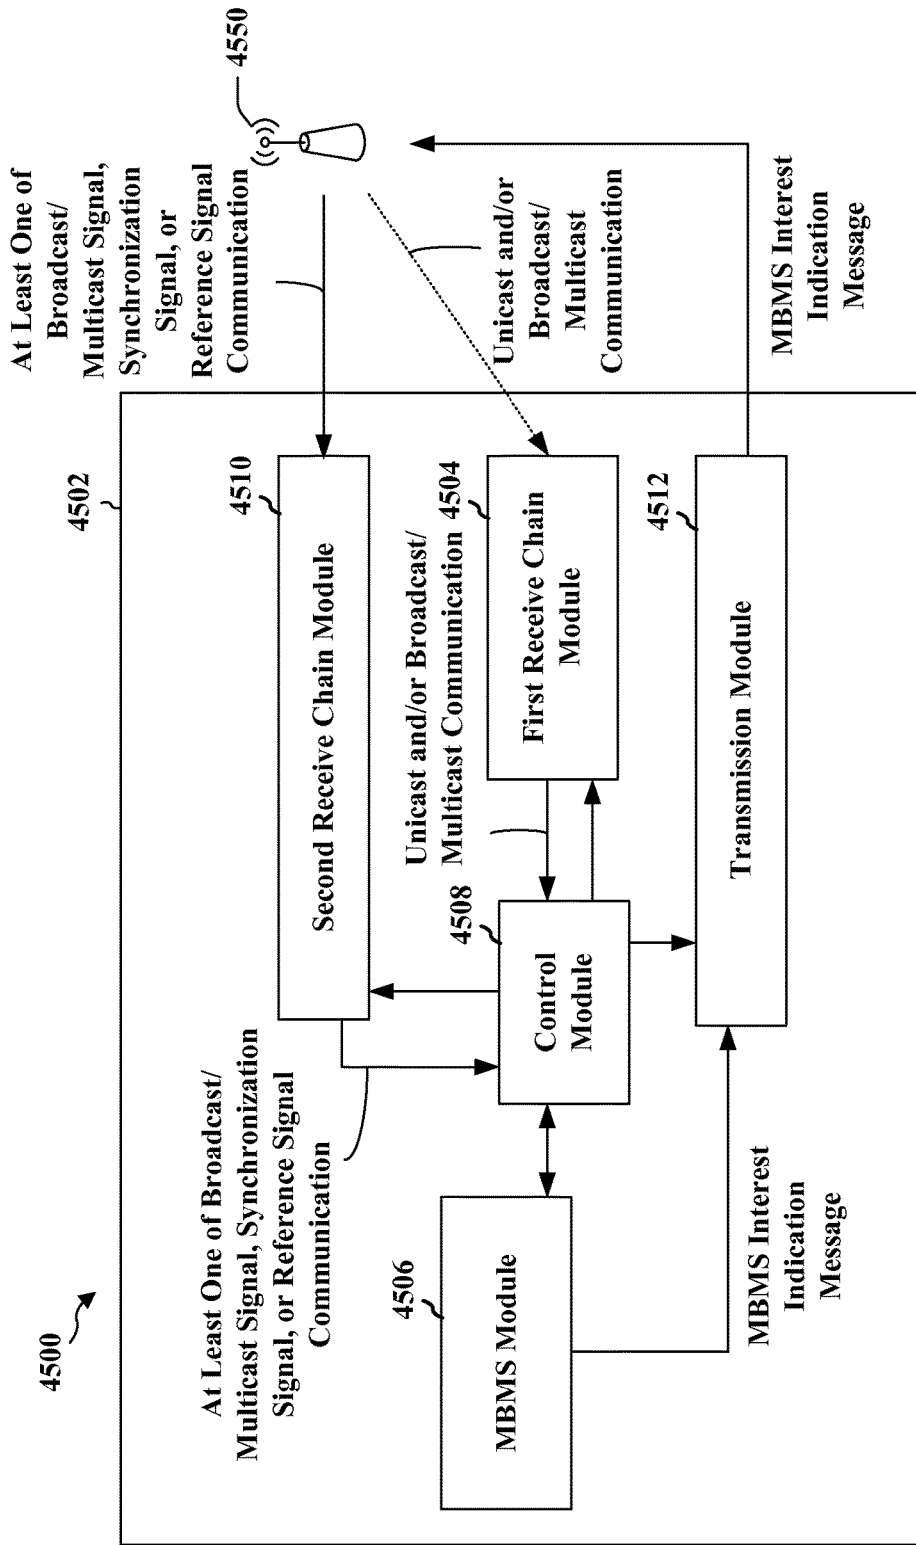 4500
4502
4550
At Least One of
Broadcast/
Multicast Signal,
Synchronization
Signal, or
Reference Signal
Communication
At Least One of Broadcast/
Multicast Signal, Synchronization
Signal, or Reference Signal
Communication
4510
Second Receive Chain Module
Unicast and/or
Broadcast/
Multicast
Communication
Unicast and/or Broadcast/
Multicast Communication
4504
First Receive Chain
Module
4508
Control
Module
4506
MBMS Module
4512
Transmission Module
MBMS Interest
Indication
Message
MBMS Interest
Indication
Message